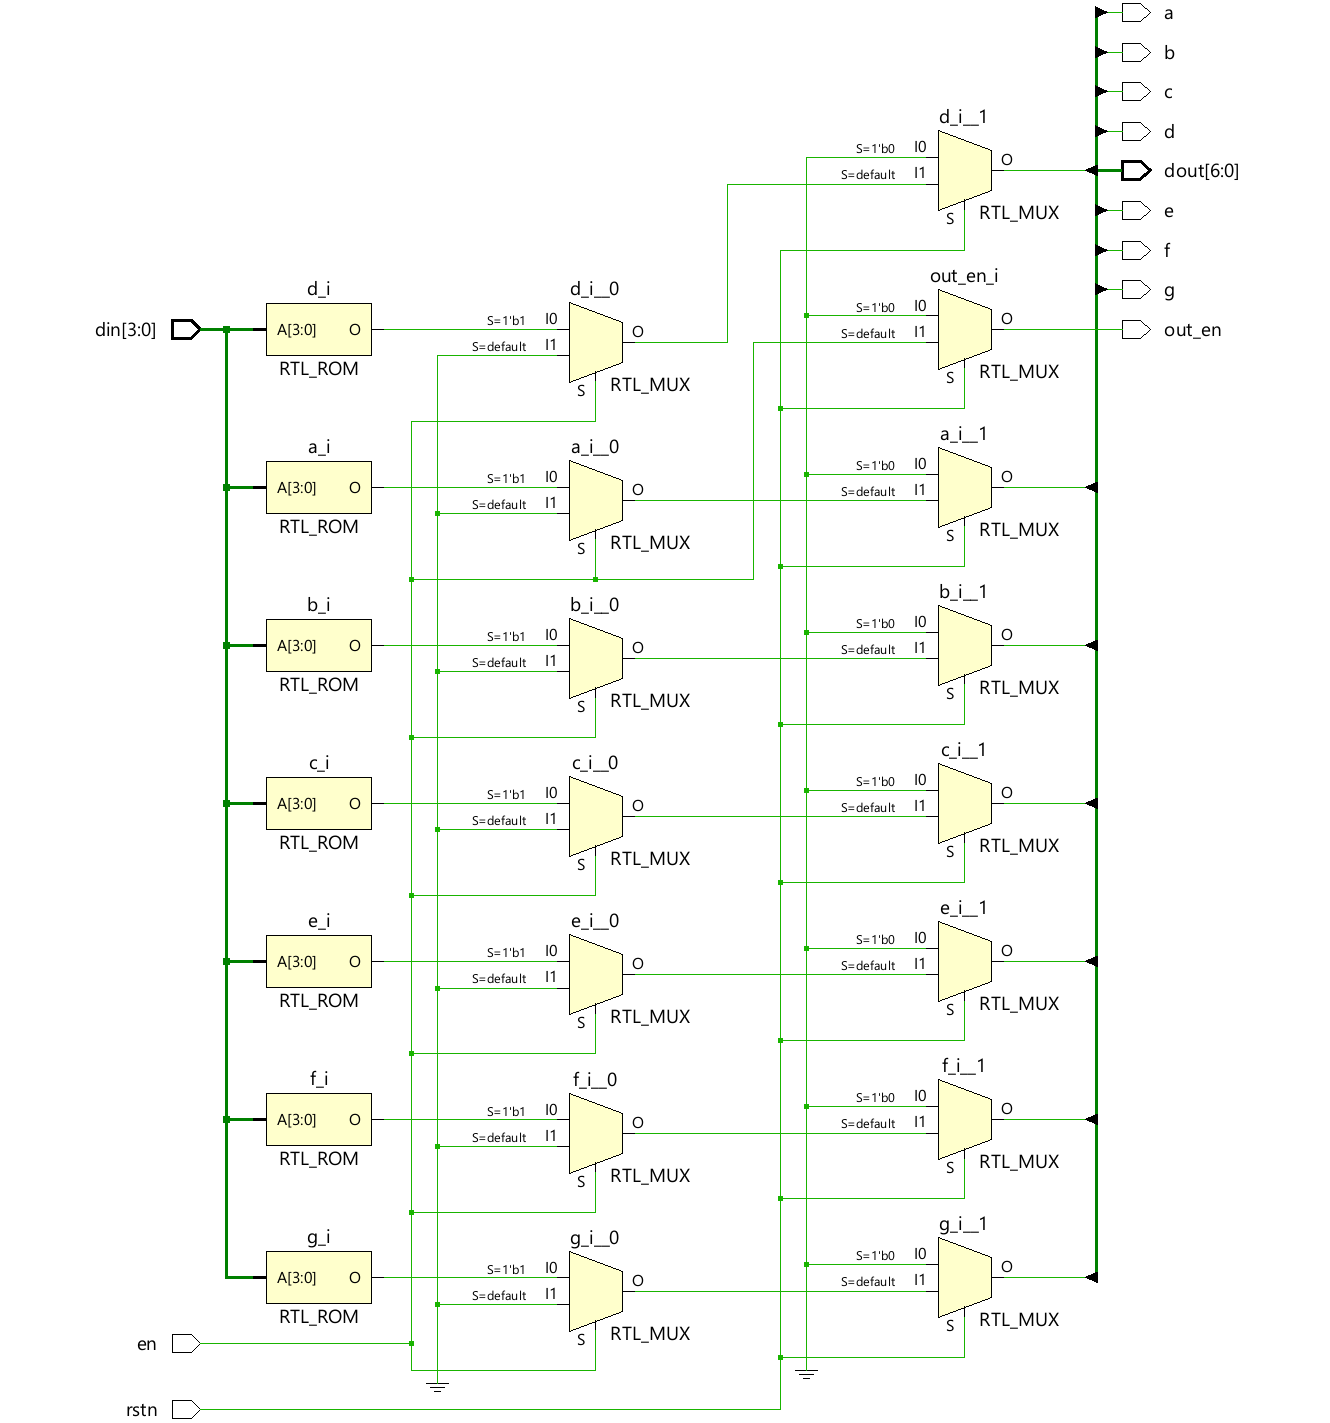 a
b
c
d_i__1
d
S=1'b0 I0
O
dout[6:0]
S=default I1
S
RTL_MUX
e
f
out_en_i
d_i
d_i__0
g
S=1'b0 I0
O
out_en
S=1'b1 I0
din[3:0]
A[3:0] O
O
S=default I1
S=default I1
RTL_ROM
S
RTL_MUX
S
RTL_MUX
a_i
a_i__0
a_i__1
S=1'b1 I0
S=1'b0 I0
A[3:0] O
O
O
S=default I1
S=default I1
RTL_ROM
S
RTL_MUX
S
RTL_MUX
b_i
b_i__0
b_i__1
S=1'b1 I0
S=1'b0 I0
A[3:0] O
O
O
S=default I1
S=default I1
RTL_ROM
S
RTL_MUX
S
RTL_MUX
c_i
c_i__0
c_i__1
S=1'b1 I0
S=1'b0 I0
A[3:0] O
O
O
S=default I1
S=default I1
RTL_ROM
S
RTL_MUX
S
RTL_MUX
e_i
e_i__0
e_i__1
S=1'b1 I0
S=1'b0 I0
A[3:0] O
O
O
S=default I1
S=default I1
RTL_ROM
S
RTL_MUX
S
RTL_MUX
f_i
f_i__0
f_i__1
S=1'b1 I0
S=1'b0 I0
A[3:0] O
O
O
S=default I1
S=default I1
RTL_ROM
S
RTL_MUX
S
RTL_MUX
g_i
g_i__0
g_i__1
S=1'b1 I0
S=1'b0 I0
A[3:0] O
O
O
S=default I1
S=default I1
RTL_ROM
S
RTL_MUX
S
RTL_MUX
en
rstn